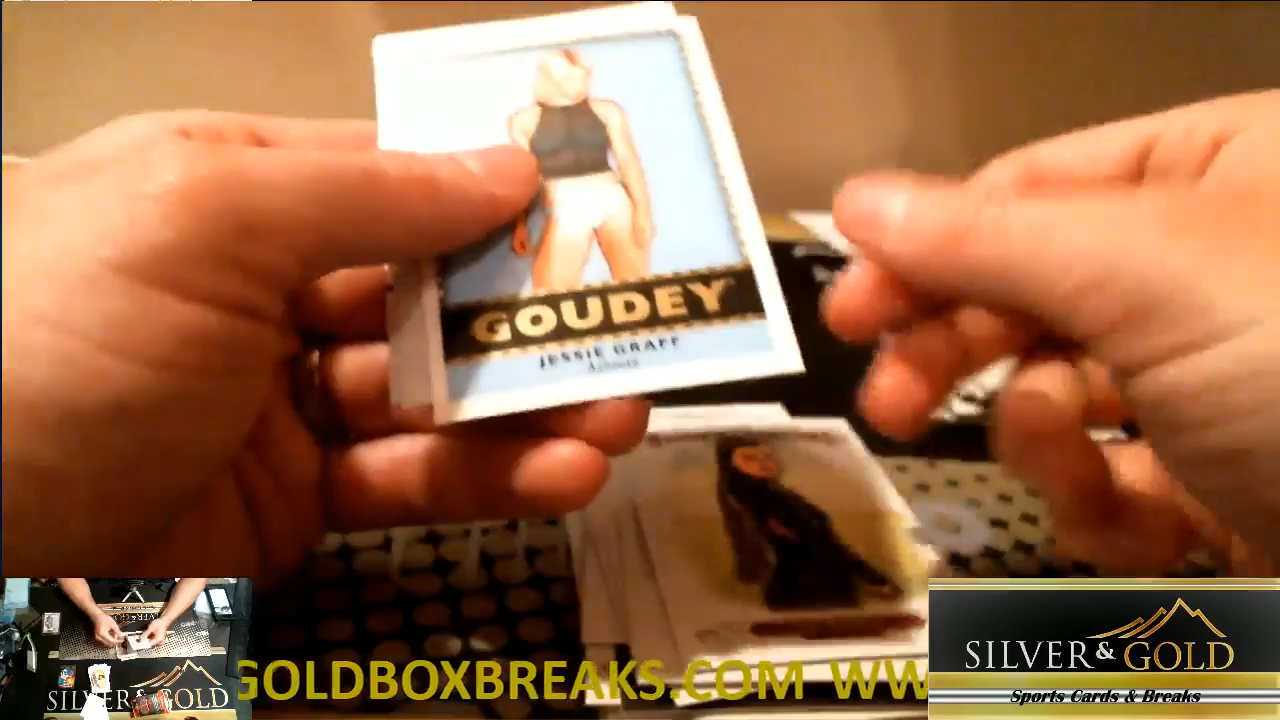 GOUDEY
JESSIE GRAFF
SILVER & GOLD
Sports Cards & Breaks
GOLDBOXBREAKS.COM WW
SILVER & GOLD